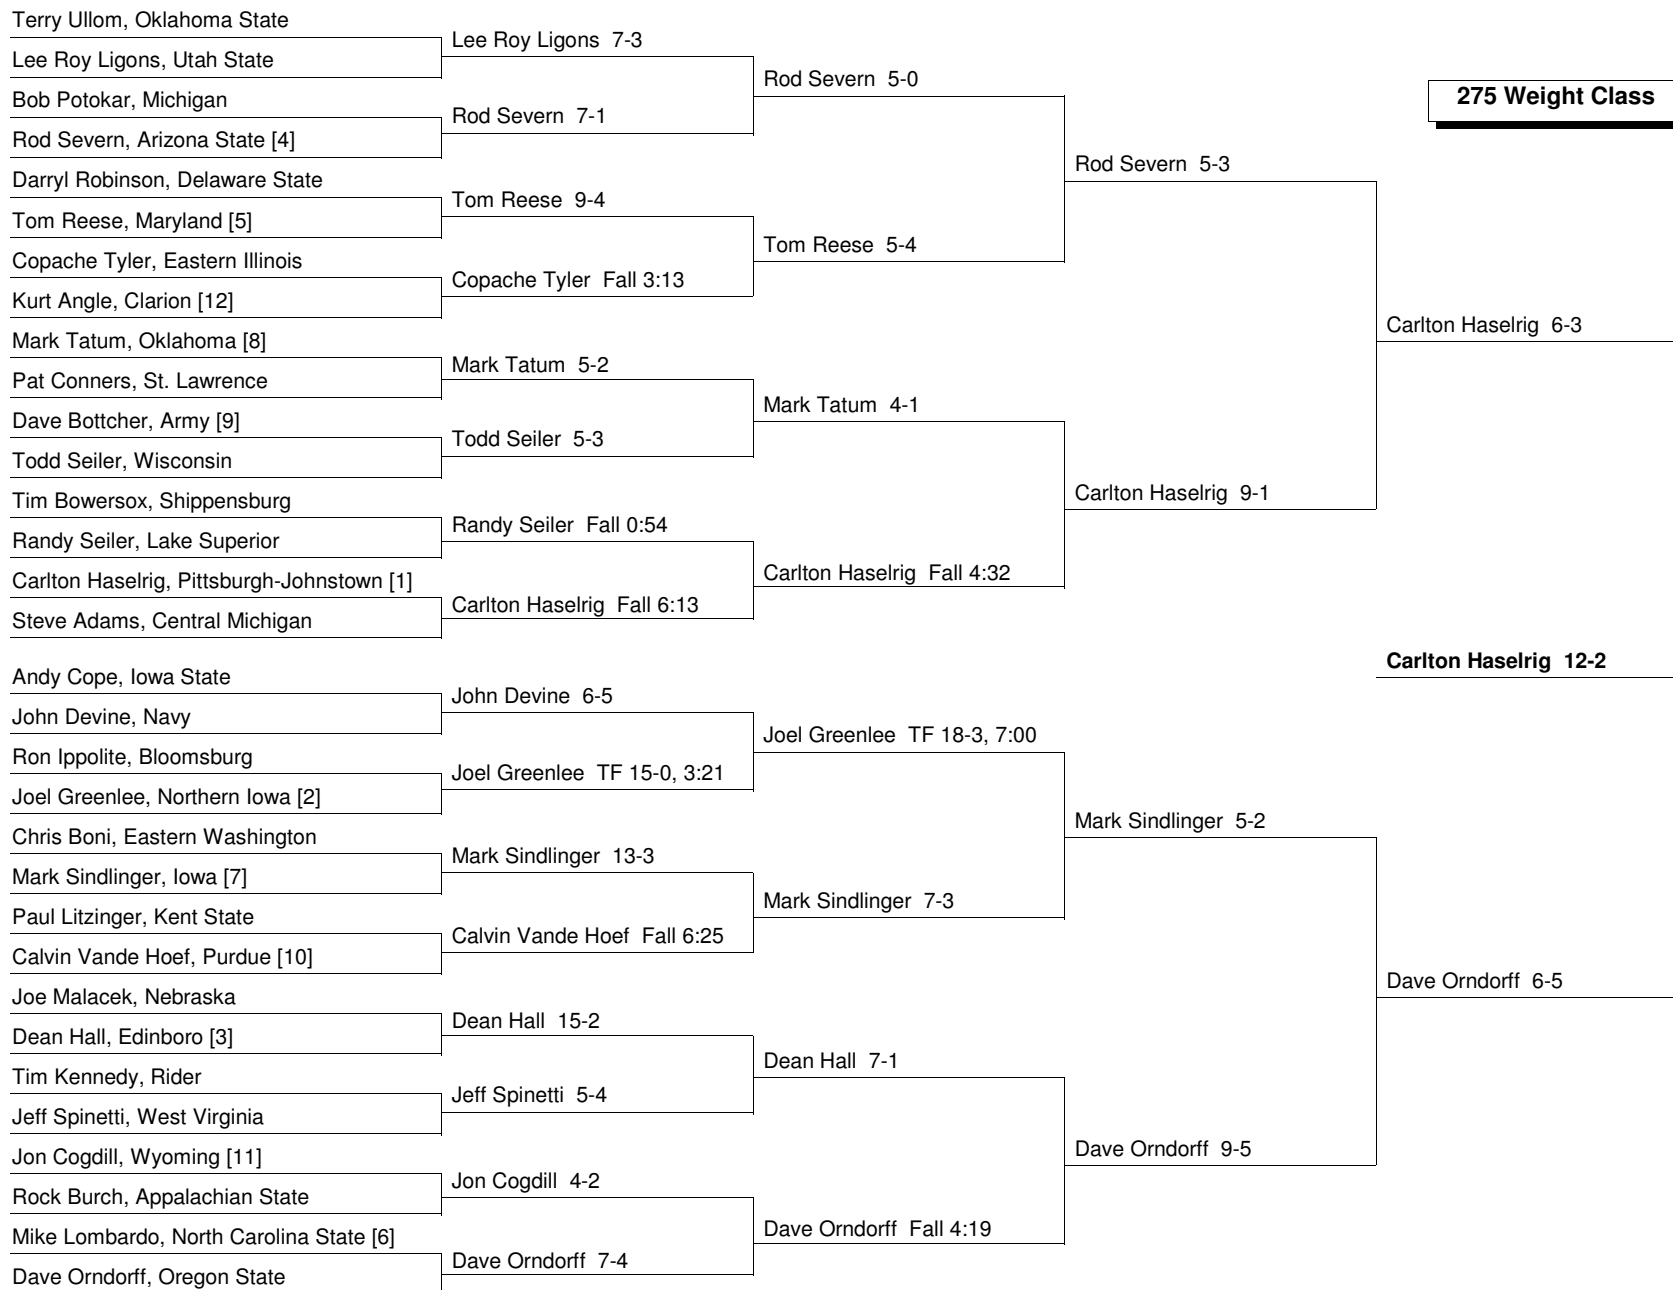 Terry Ullom, Oklahoma State
Lee Roy Ligons, Utah State
Bob Potokar, Michigan
Rod Severn, Arizona State [4]
Darryl Robinson, Delaware State
Tom Reese, Maryland [5]
Copache Tyler, Eastern Illinois
Kurt Angle, Clarion [12]
Mark Tatum, Oklahoma [8]
Pat Conners, St. Lawrence
Dave Bottcher, Army [9]
Todd Seiler, Wisconsin
Tim Bowersox, Shippensburg
Randy Seiler, Lake Superior
Carlton Haselrig, Pittsburgh-Johnstown [1]
Steve Adams, Central Michigan
Andy Cope, Iowa State
John Devine, Navy
Ron Ippolite, Bloomsburg
Joel Greenlee, Northern Iowa [2]
Chris Boni, Eastern Washington
Mark Sindlinger, Iowa [7]
Paul Litzinger, Kent State
Calvin Vande Hoef, Purdue [10]
Joe Malacek, Nebraska
Dean Hall, Edinboro [3]
Tim Kennedy, Rider
Jeff Spinetti, West Virginia
Jon Cogdill, Wyoming [11]
Rock Burch, Appalachian State
Mike Lombardo, North Carolina State [6]
Dave Orndorff, Oregon State
Lee Roy Ligons 7-3
Rod Severn 7-1
Tom Reese 9-4
Copache Tyler Fall 3:13
Mark Tatum 5-2
Todd Seiler 5-3
Randy Seiler Fall 0:54
Carlton Haselrig Fall 6:13
John Devine 6-5
Joel Greenlee TF 15-0, 3:21
Mark Sindlinger 13-3
Calvin Vande Hoef Fall 6:25
Dean Hall 15-2
Jeff Spinetti 5-4
Jon Cogdill 4-2
Dave Orndorff 7-4
Rod Severn 5-0
Tom Reese 5-4
Mark Tatum 4-1
Carlton Haselrig Fall 4:32
Joel Greenlee TF 18-3, 7:00
Mark Sindlinger 7-3
Dean Hall 7-1
Dave Orndorff Fall 4:19
Rod Severn 5-3
Carlton Haselrig 9-1
Mark Sindlinger 5-2
Dave Orndorff 9-5
275 Weight Class
Carlton Haselrig 6-3
Carlton Haselrig 12-2
Dave Orndorff 6-5